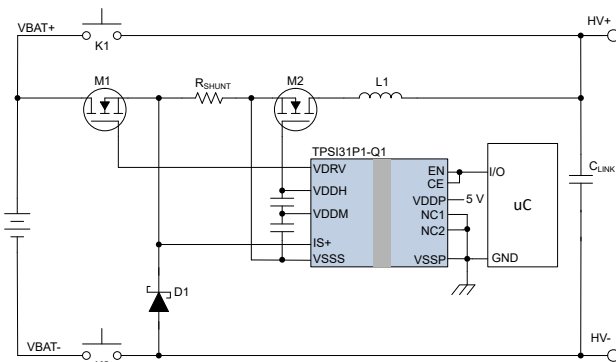 VBAT+
HV+
K1
M1
RSHUNT
M2
L1
TPSI31P1-Q1
VDRV
EN
I/O
CE
CLINK
VDDH
VDDP
5 V
uC
VDDM
NC1
NC2
IS+
VSSS
VSSP
GND
D1
VBAT-
HV-